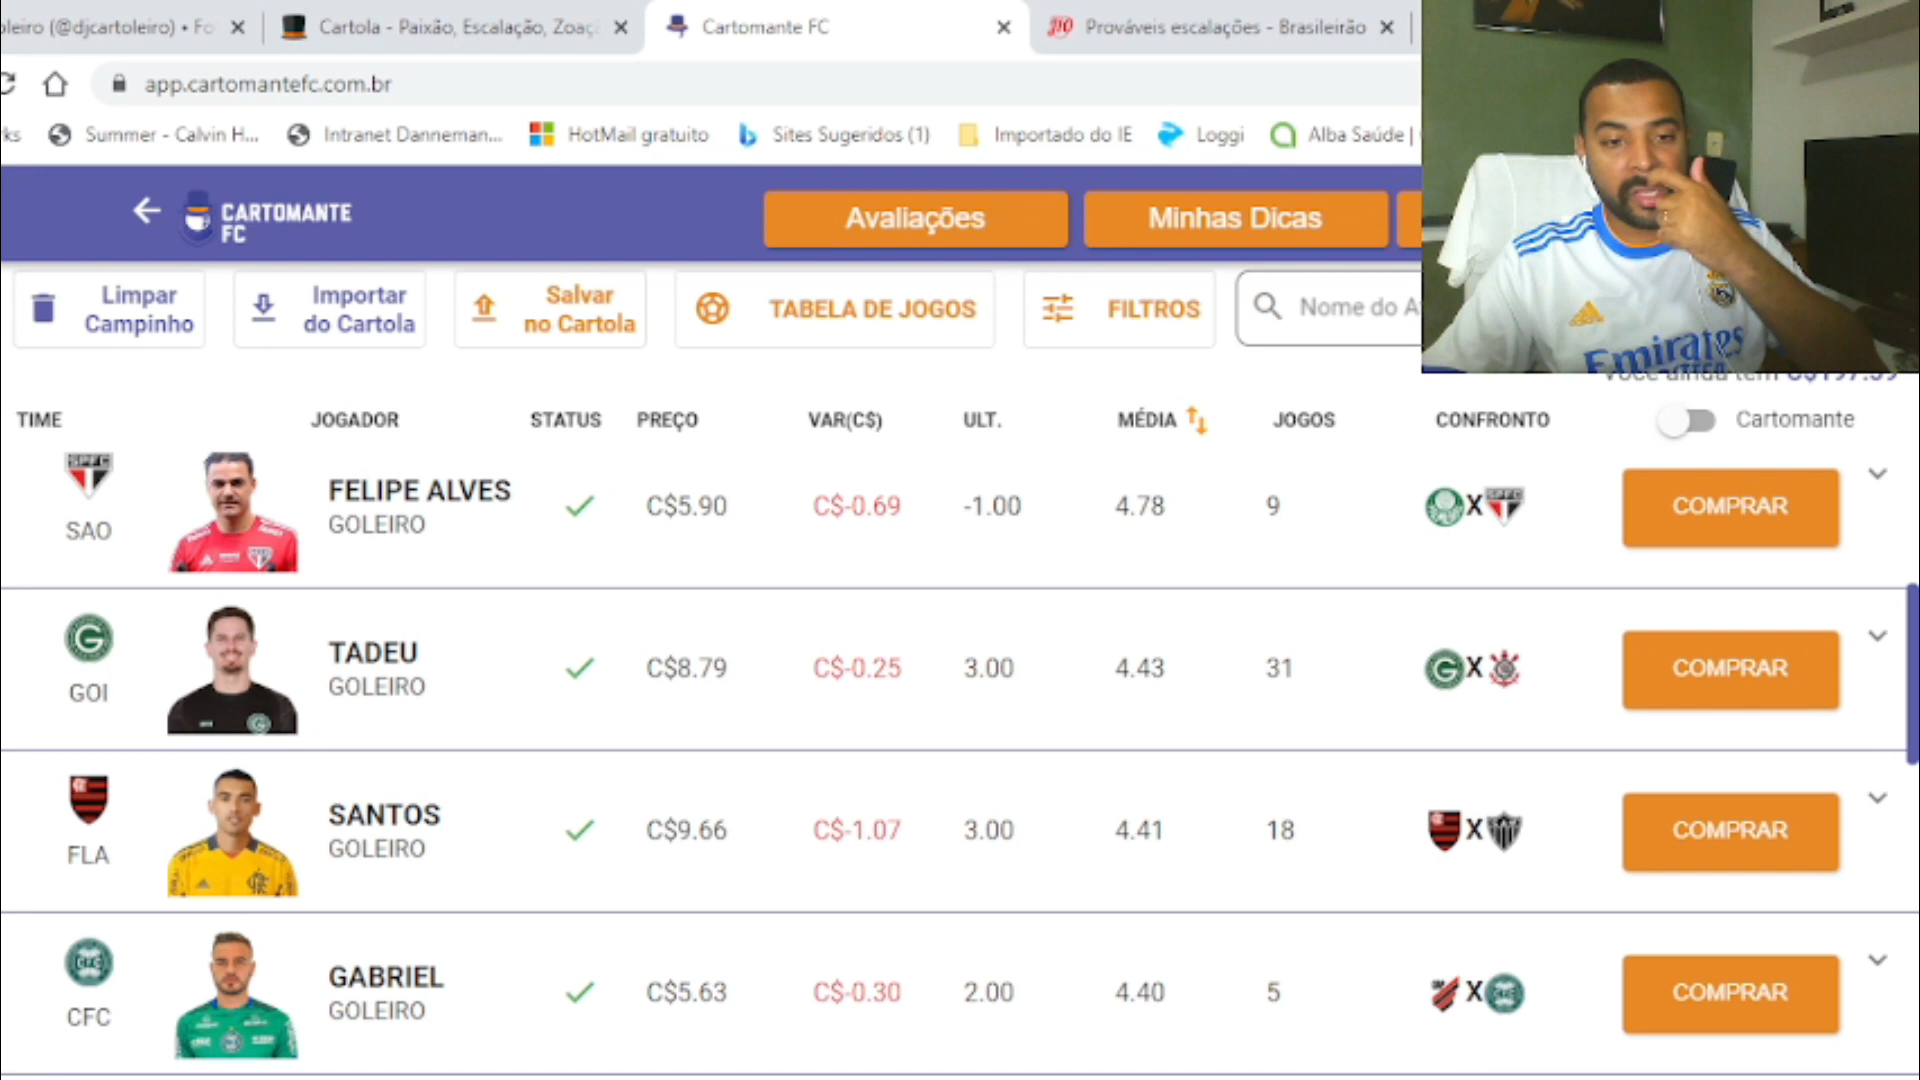 oleiro (@djcartoleiro) • Fo
Cartola - Paixão, Escalação, Zoaç
Cartomante FC
Prováveis escalações - Brasileirão
app.cartomantefc.com.br
ks
Summer - Calvin H...
Intranet Danneman...
HotMail gratuito
Sites Sugeridos (1)
Importado do IE
Loggi
Alba Saúde |
CARTOMANTE
FC
Avaliações
Minhas Dicas
Limpar
Campinho
Importar
do Cartola
Salvar
no Cartola
TABELA DE JOGOS
FILTROS
Nome do A
Emirates
TIME
JOGADOR
STATUS
PREÇO
VAR(C$)
ULT.
MÉDIA
JOGOS
CONFRONTO
Cartomante
SPFC
SAO
FELIPE ALVES
GOLEIRO
C$5.90
C$-0.69
-1.00
4.78
9
X
SPFC
COMPRAR
G
GOI
TADEU
GOLEIRO
C$8.79
C$-0.25
3.00
4.43
31
G
X
COMPRAR
FLA
SANTOS
GOLEIRO
C$9.66
C$-1.07
3.00
4.41
18
X
COMPRAR
CFC
CFC
GABRIEL
GOLEIRO
C$5.63
C$-0.30
2.00
4.40
5
X
COMPRAR